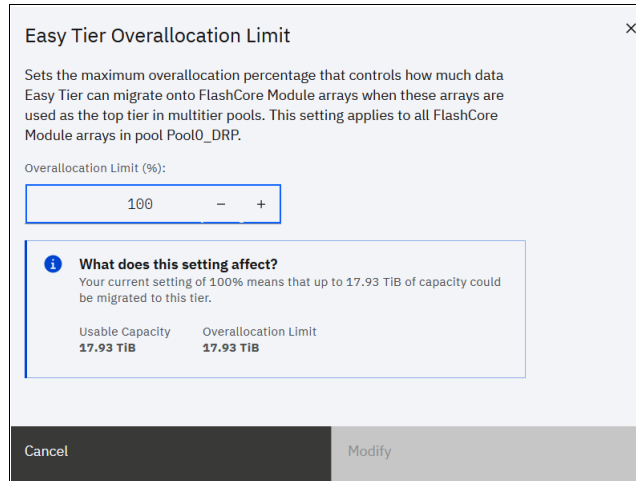 Easy Tier Overallocation Limit
Sets the maximum overallocation percentage that controls how much data
Easy Tier can migrate onto FlashCore Module arrays when these arrays are
used as the top tier in multitier pools. This setting applies to all FlashCore
Module arrays in pool Pool0_DRP.
Overallocation Limit (%):
100
What does this setting affect?
Your current setting of 100% means that up to 17.93 TiB of capacity could
be migrated to this tier.
Usable Capacity Overallocation Limit
17.93 TiB 17.93 TiB
Cancel Modify